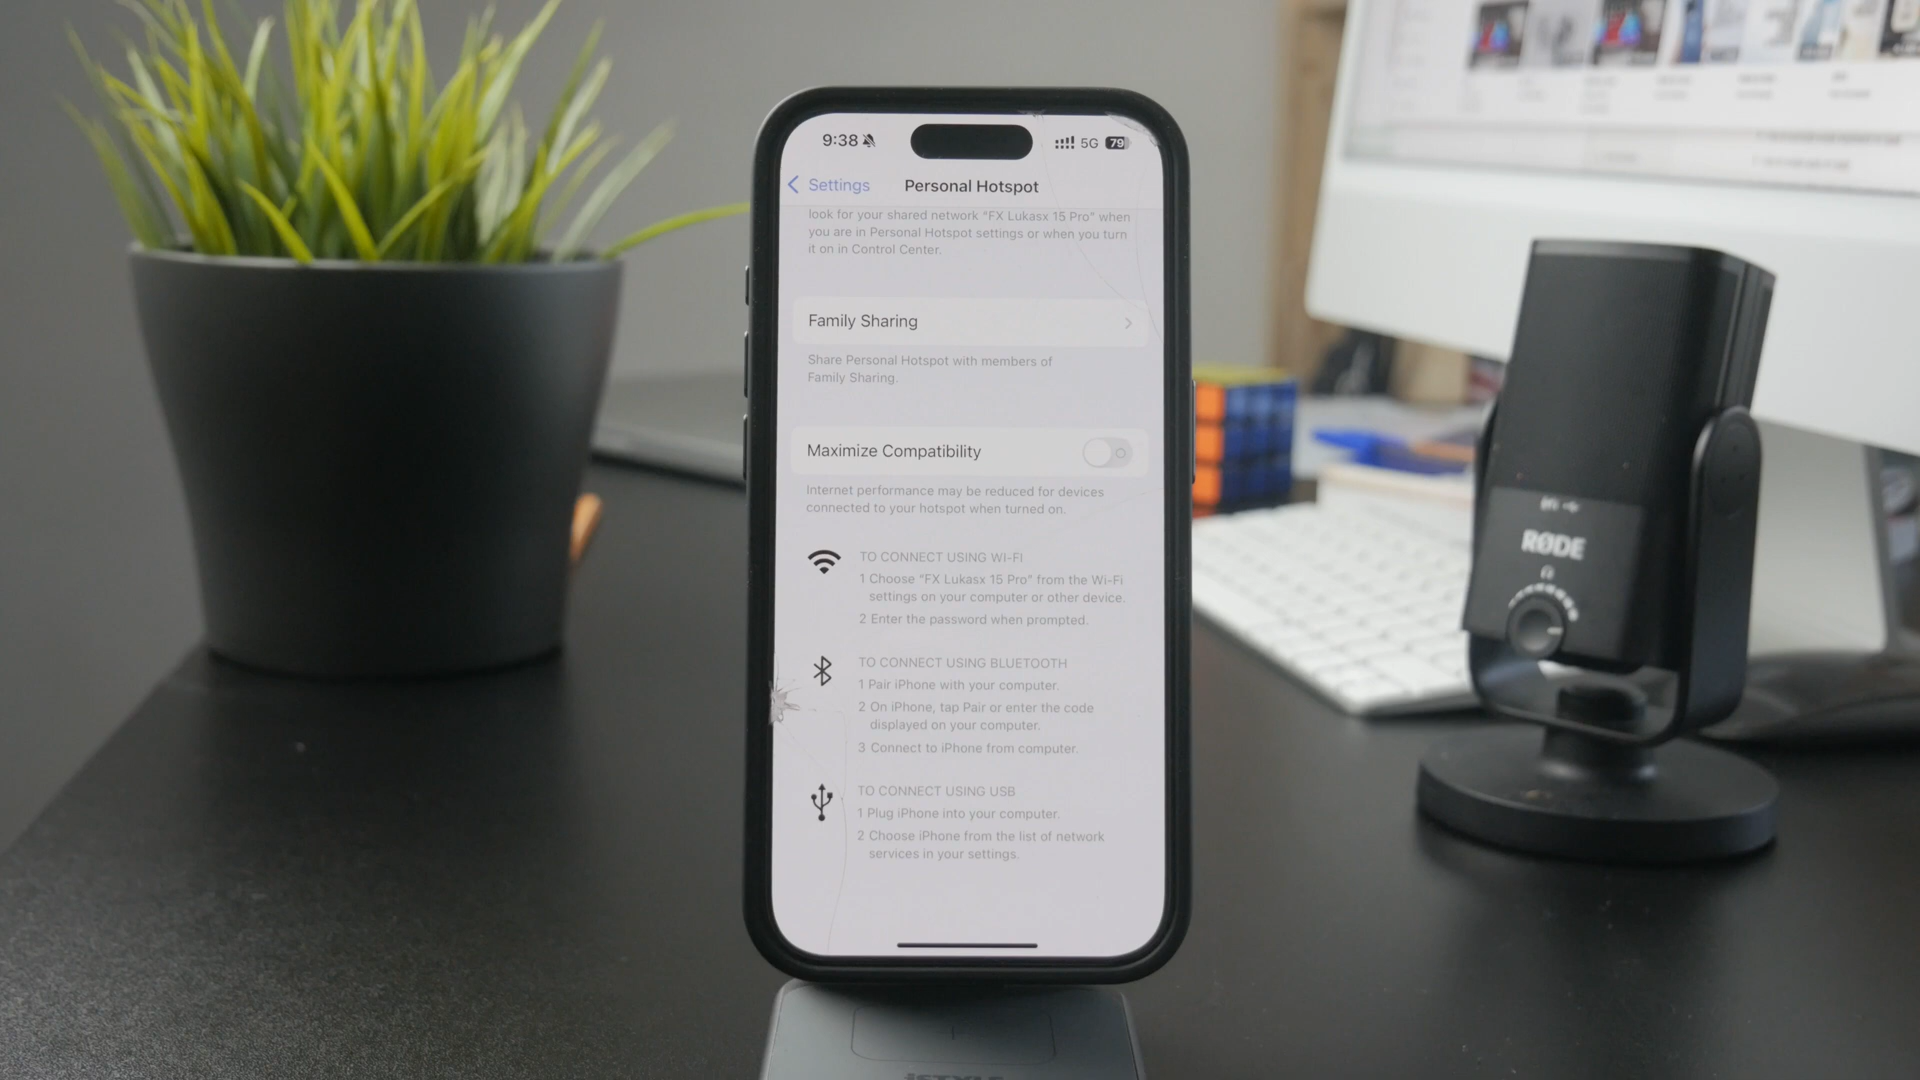 9:38
5G 79
Settings
Personal Hotspot
look for your shared network “FX Lukasx 15 Pro” when
you are in Personal Hotspot settings or when you turn
it on in Control Center.
Family Sharing
Share Personal Hotspot with members of
Family Sharing.
Maximize Compatibility
Internet performance may be reduced for devices
connected to your hotspot when turned on.
TO CONNECT USING WI-FI
1 Choose “FX Lukasx 15 Pro” from the Wi-Fi
settings on your computer or other device.
2 Enter the password when prompted.
TO CONNECT USING BLUETOOTH
1 Pair iPhone with your computer.
2 On iPhone, tap Pair or enter the code
displayed on your computer.
3 Connect to iPhone from computer.
TO CONNECT USING USB
1 Plug iPhone into your computer.
2 Choose iPhone from the list of network
services in your settings.
RØDE
iSTYLE